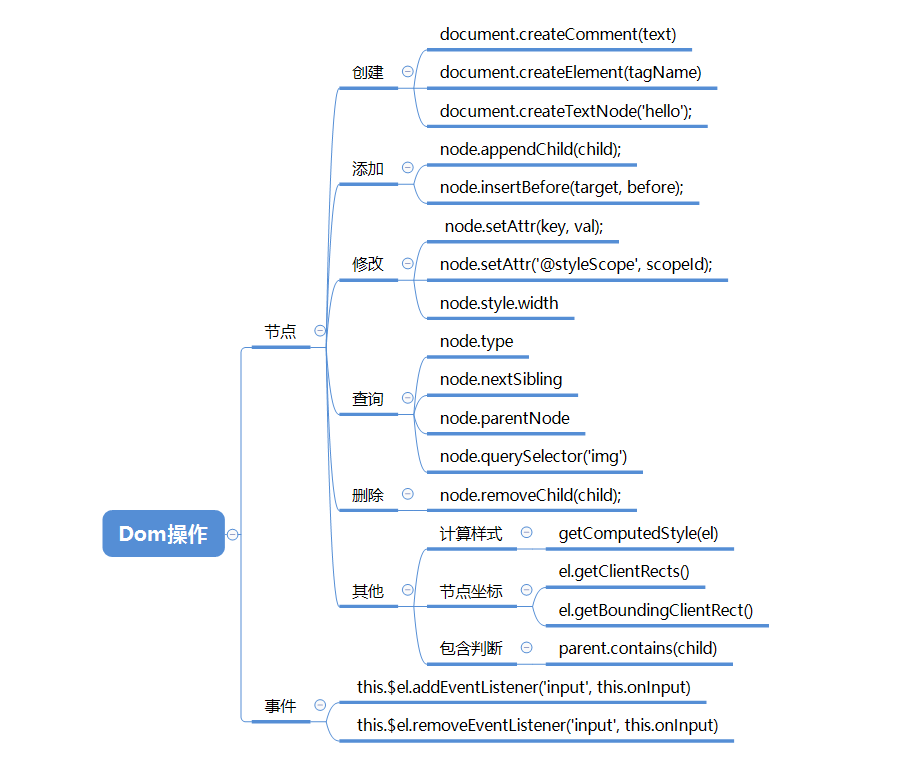 Dom操作
节点
创建
document.createComment(text)
document.createElement(tagName)
document.createTextNode('hello');
添加
node.appendChild(child);
node.insertBefore(target, before);
修改
node.setAttr(key, val);
node.setAttr('@styleScope', scopeId);
node.style.width
查询
node.type
node.nextSibling
node.parentNode
node.querySelector('img')
删除
node.removeChild(child);
其他
计算样式
getComputedStyle(el)
节点坐标
el.getClientRects()
el.getBoundingClientRect()
包含判断
parent.contains(child)
事件
this.$el.addEventListener('input', this.onInput)
this.$el.removeEventListener('input', this.onInput)